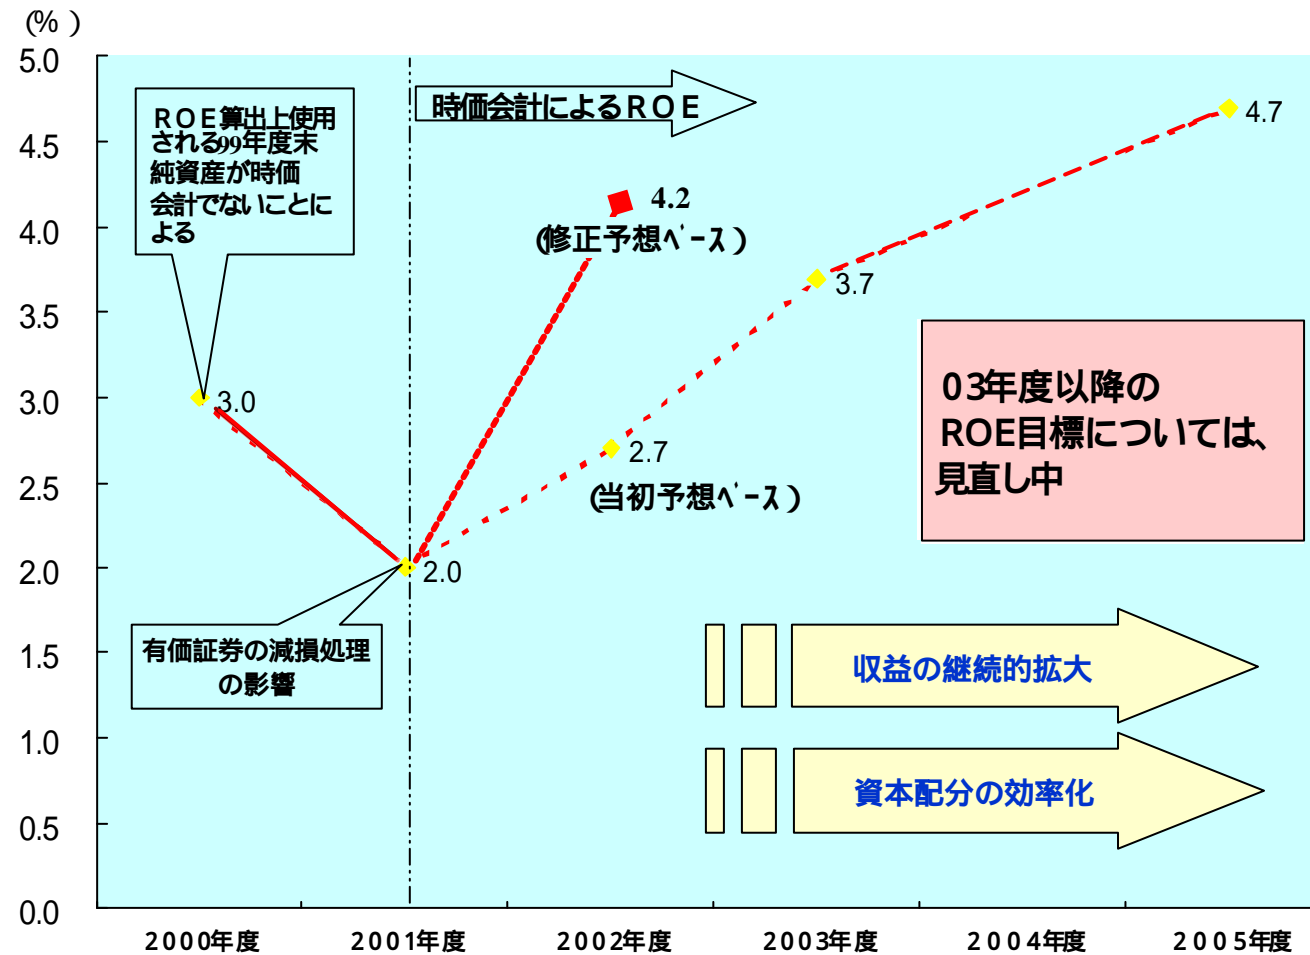 (%)
5.0
4.5
4.0
3.5
3.0
2.5
2.0
1.5
1.0
0.5
0.0
ROE算出上使用
される99年度末
純資産が時価
会計でないことに
よる
時価会計によるROE
4.7
4.2
(修正予想ベース)
3.7
3.0
2.7
(当初予想ベース)
2.0
03年度以降の
ROE目標については、
見直し中
有価証券の減損処理
の影響
収益の継続的拡大
資本配分の効率化
2000年度 2001年度 2002年度 2003年度 2004年度 2005年度